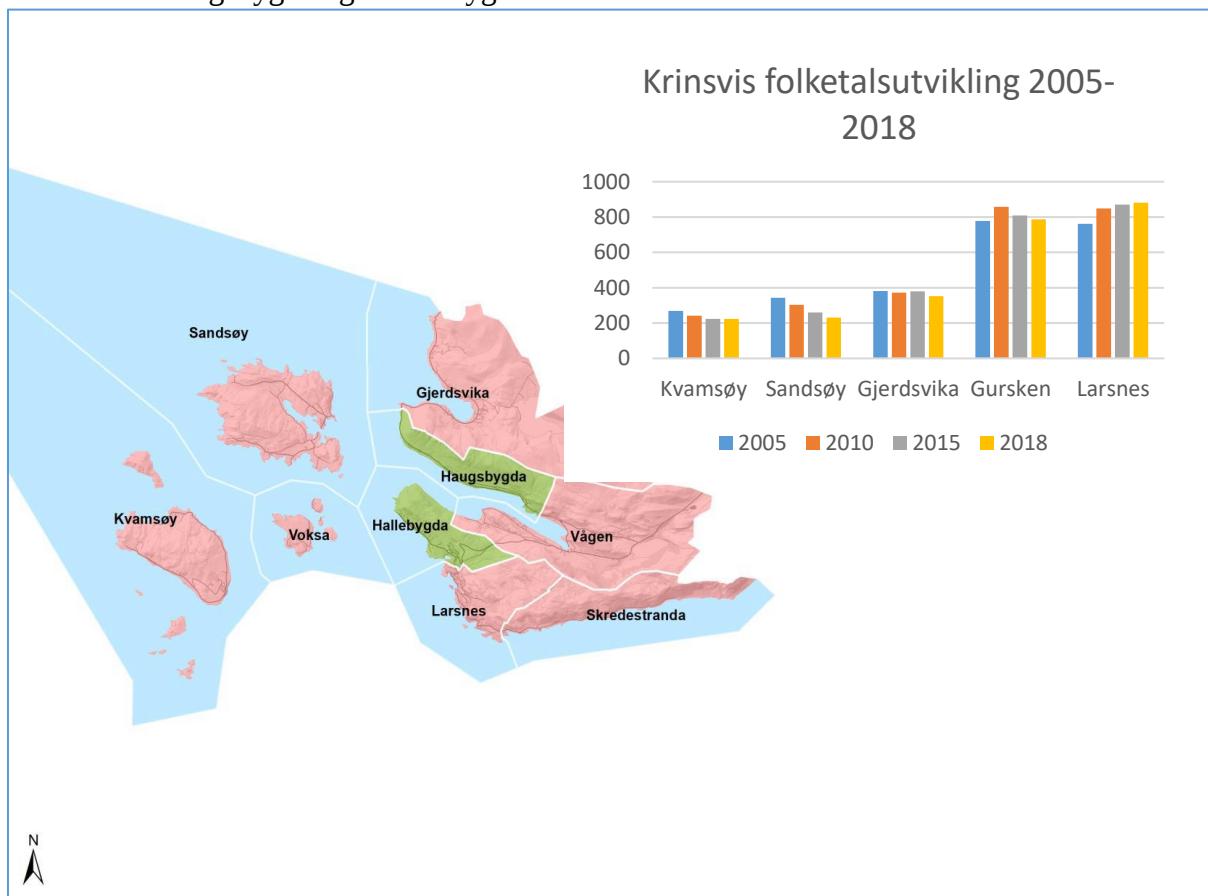 Krinsvis folketalsutvikling 2005-
2018
1000
800
600
400
200
0
Kvamsøy Sandsøy Gjerdsvika Gursken Larsnes
2005 2010 2015 2018
Sandsøy
Gjerdsvika
Haugsbygda
Kvamsøy
Voksa
Hallebygda
Vågen
Larsnes
Skredestranda
N